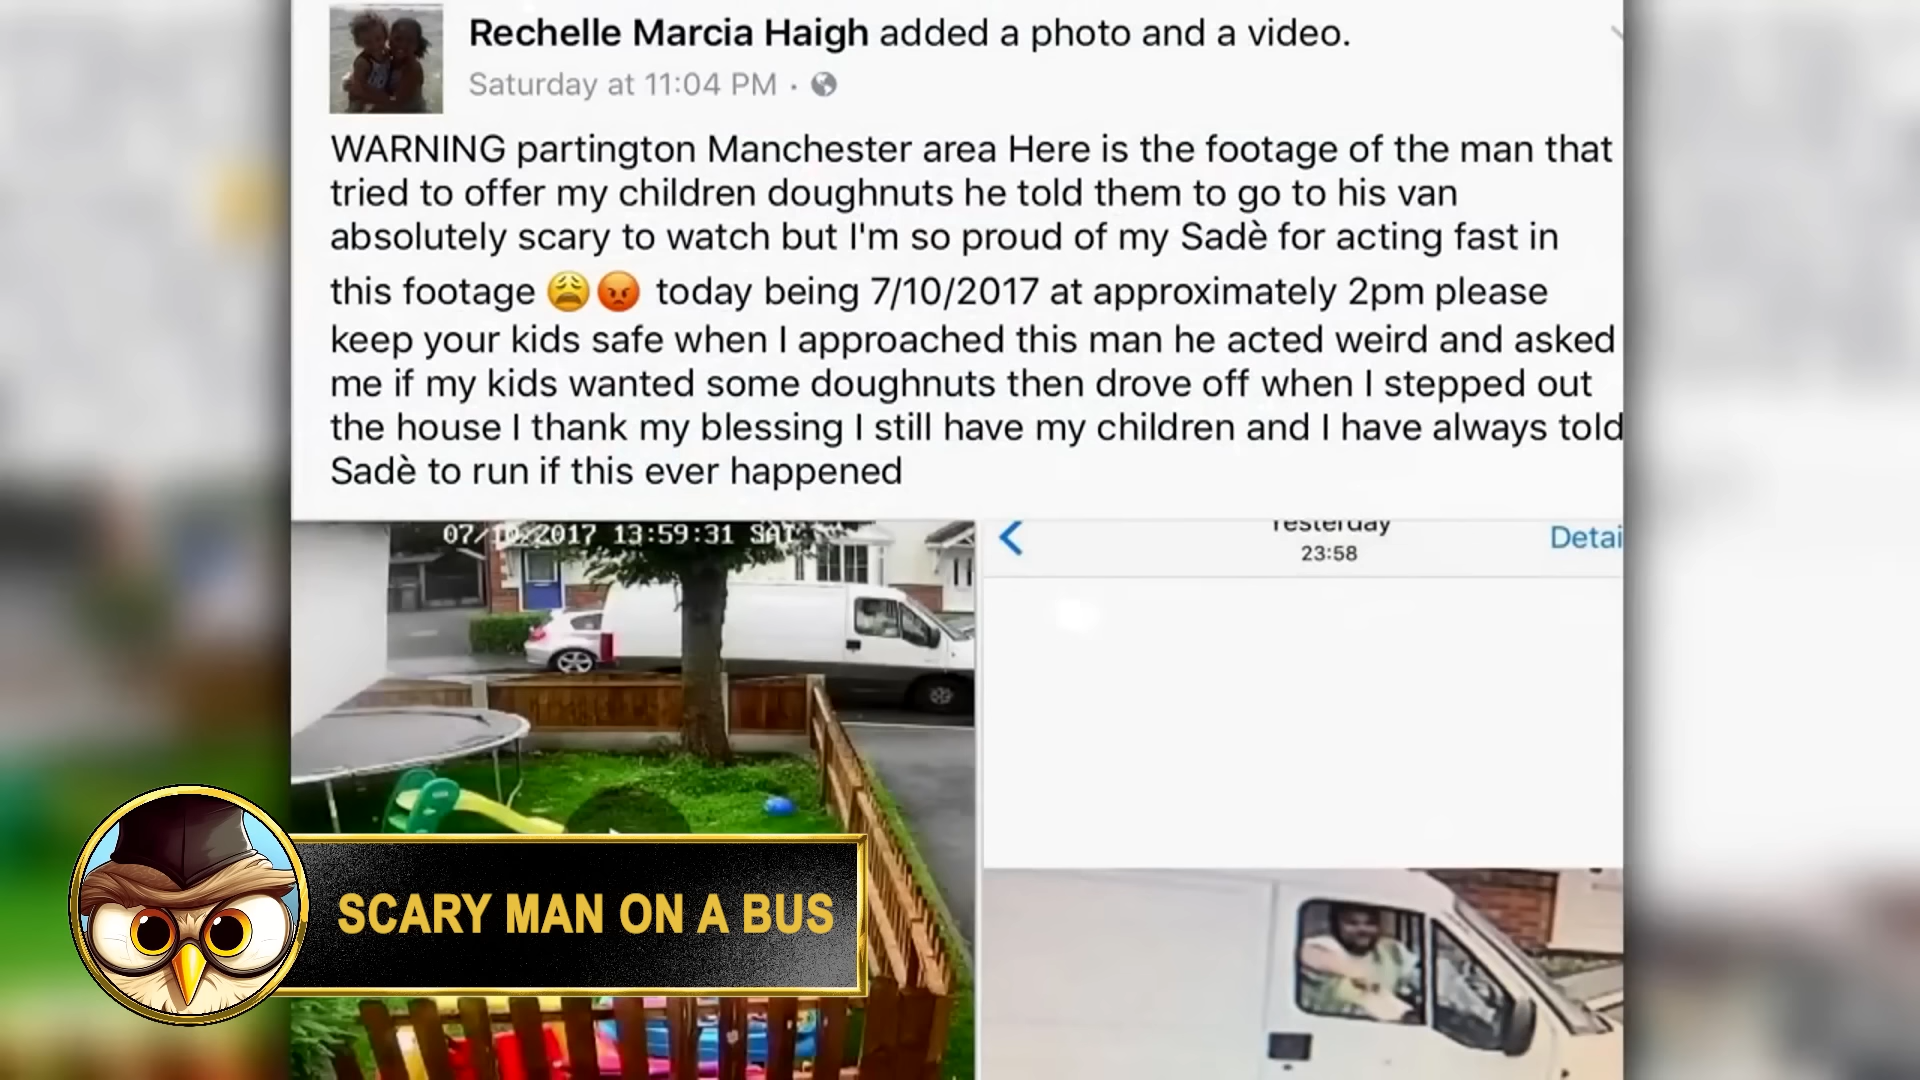 Rechelle Marcia Haigh added a photo and a video.
Saturday at 11:04 PM ·
WARNING partington Manchester area Here is the footage of the man that
tried to offer my children doughnuts he told them to go to his van
absolutely scary to watch but I'm so proud of my Sadè for acting fast in
this footage 😩😡 today being 7/10/2017 at approximately 2pm please
keep your kids safe when I approached this man he acted weird and asked
me if my kids wanted some doughnuts then drove off when I stepped out
the house I thank my blessing I still have my children and I have always told
Sadè to run if this ever happened
07/10/2017 13:59:31 SAT
Yesterday
23:58
Detai
SCARY MAN ON A BUS